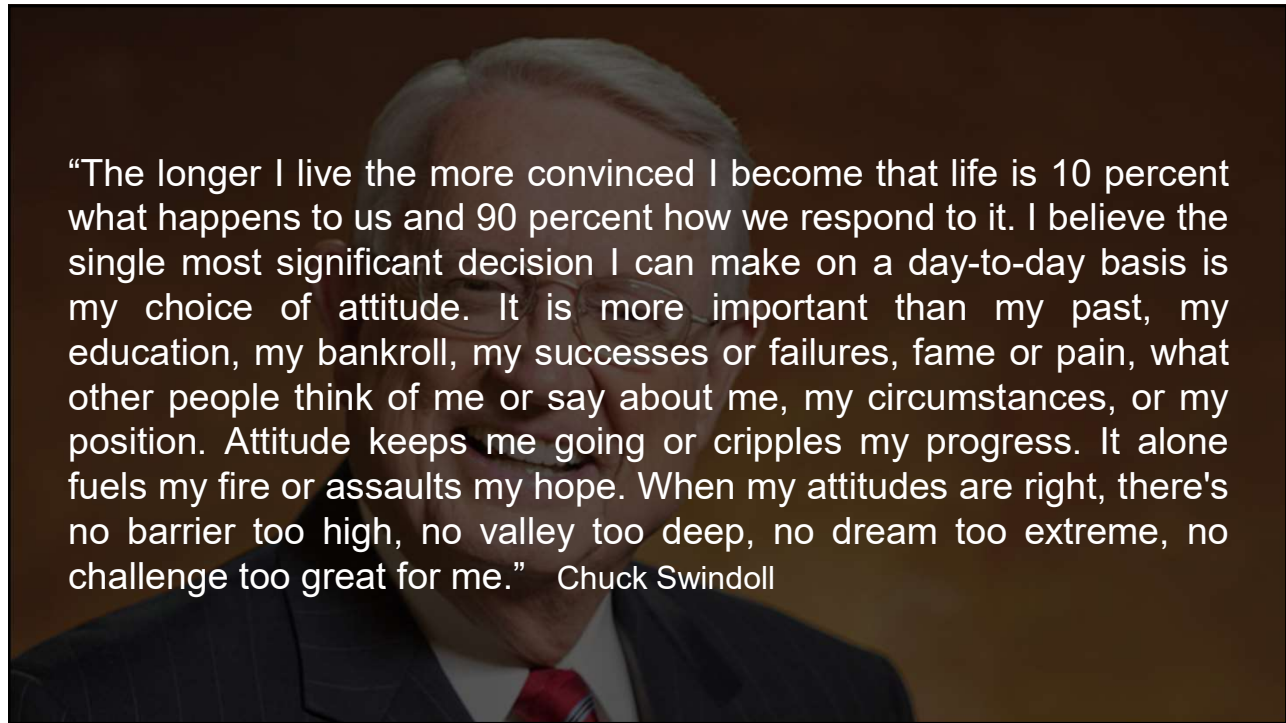 “The longer I live the more convinced I become that life is 10 percent
what happens to us and 90 percent how we respond to it. I believe the
single most significant decision I can make on a day-to-day basis is
my choice of attitude. It is more important than my past, my
education, my bankroll, my successes or failures, fame or pain, what
other people think of me or say about me, my circumstances, or my
position. Attitude keeps me going or cripples my progress. It alone
fuels my fire or assaults my hope. When my attitudes are right, there's
no barrier too high, no valley too deep, no dream too extreme, no
challenge too great for me.” Chuck Swindoll